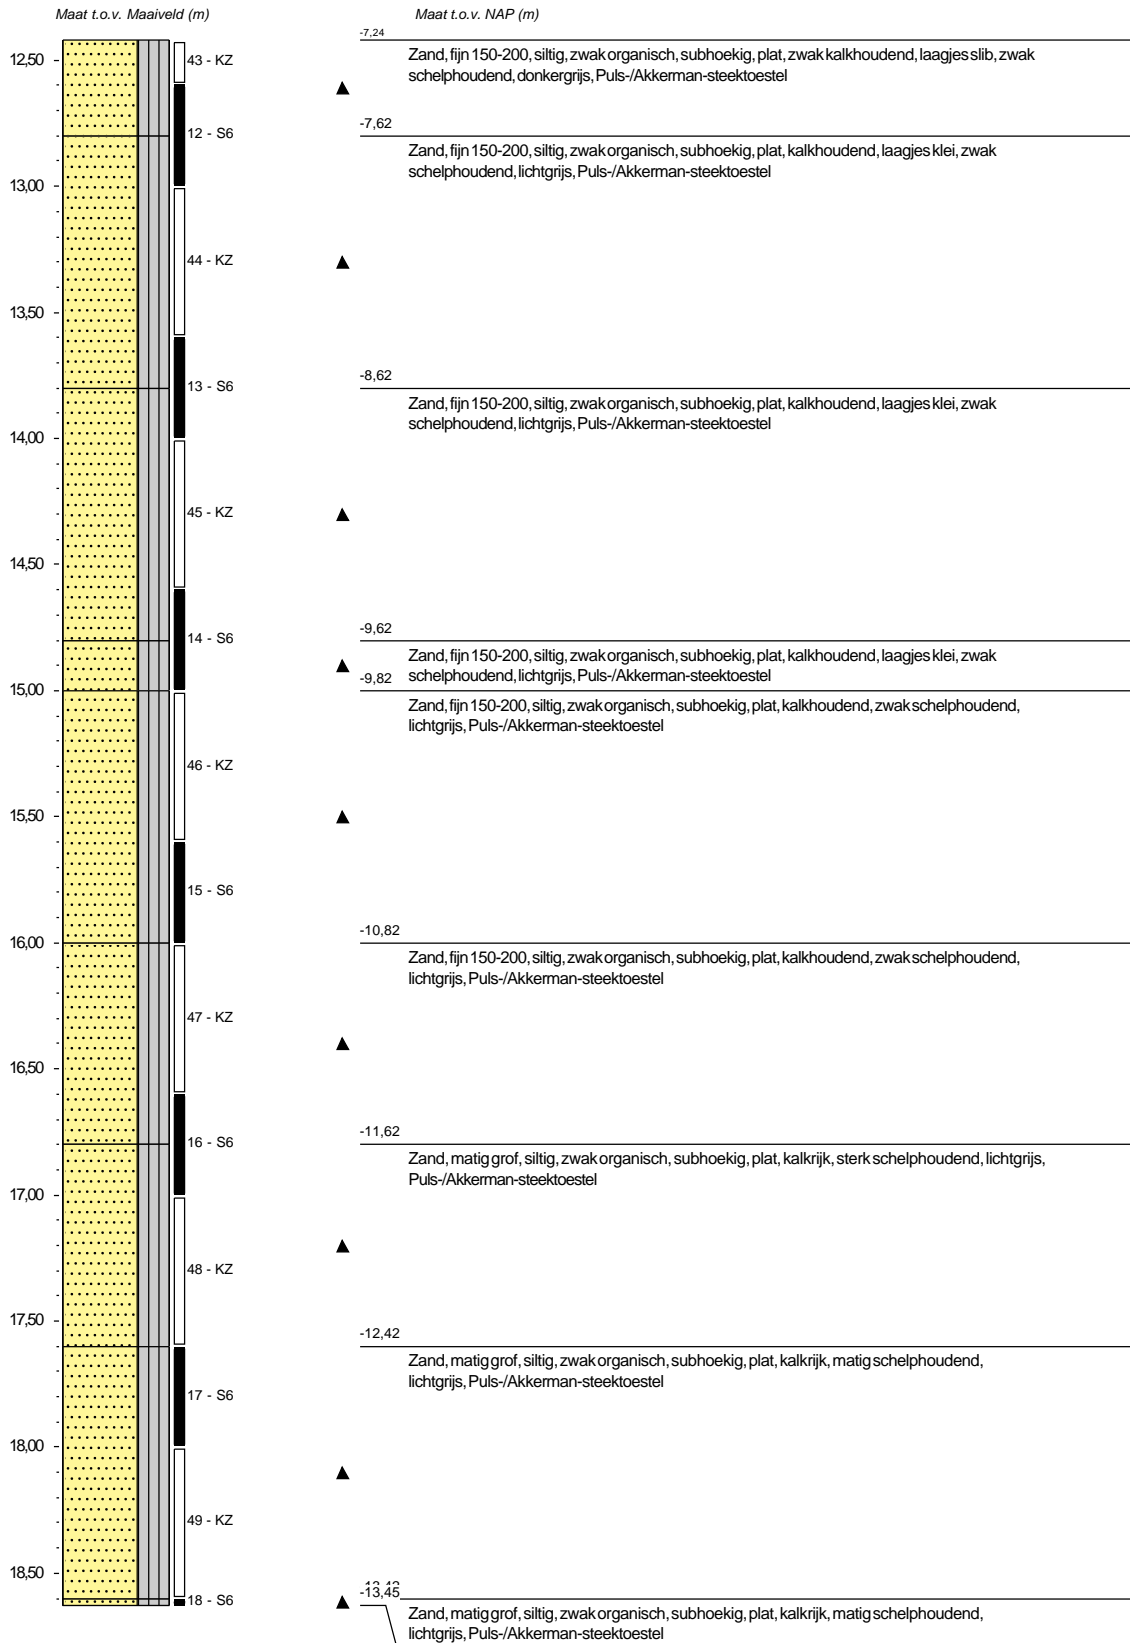 Maat t.o.v. Maaiveld (m)
Maat t.o.v. NAP (m)
-7,24
12,50
43 - KZ
Zand, fijn 150-200, siltig, zwak organisch, subhoekig, plat, zwak kalkhoudend, laagjes slib, zwak
schelphoudend, donkergrijs, Puls-/Akkerman-steektoestel
12 - S6
-7,62
Zand, fijn 150-200, siltig, zwak organisch, subhoekig, plat, kalkhoudend, laagjes klei, zwak
schelphoudend, lichtgrijs, Puls-/Akkerman-steektoestel
13,00
44 - KZ
13,50
13 - S6
-8,62
Zand, fijn 150-200, siltig, zwak organisch, subhoekig, plat, kalkhoudend, laagjes klei, zwak
schelphoudend, lichtgrijs, Puls-/Akkerman-steektoestel
14,00
45 - KZ
14,50
14 - S6
-9,62
Zand, fijn 150-200, siltig, zwak organisch, subhoekig, plat, kalkhoudend, laagjes klei, zwak
schelphoudend, lichtgrijs, Puls-/Akkerman-steektoestel
-9,82
15,00
Zand, fijn 150-200, siltig, zwak organisch, subhoekig, plat, kalkhoudend, zwak schelphoudend,
lichtgrijs, Puls-/Akkerman-steektoestel
46 - KZ
15,50
15 - S6
-10,82
16,00
Zand, fijn 150-200, siltig, zwak organisch, subhoekig, plat, kalkhoudend, zwak schelphoudend,
lichtgrijs, Puls-/Akkerman-steektoestel
47 - KZ
16,50
16 - S6
-11,62
Zand, matig grof, siltig, zwak organisch, subhoekig, plat, kalkrijk, sterk schelphoudend, lichtgrijs,
Puls-/Akkerman-steektoestel
17,00
48 - KZ
17,50
-12,42
Zand, matig grof, siltig, zwak organisch, subhoekig, plat, kalkrijk, matig schelphoudend,
lichtgrijs, Puls-/Akkerman-steektoestel
17 - S6
18,00
49 - KZ
18,50
-13,45
18 - S6
Zand, matig grof, siltig, zwak organisch, subhoekig, plat, kalkrijk, matig schelphoudend,
lichtgrijs, Puls-/Akkerman-steektoestel